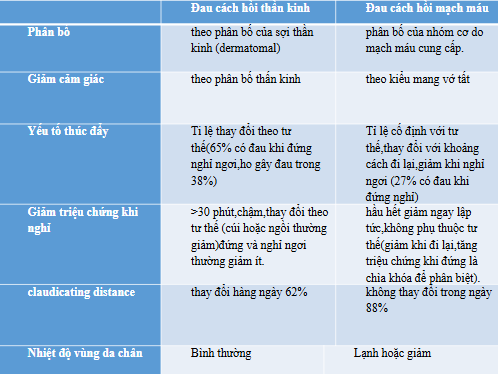 Đau cách hồi thần kinh
Đau cách hồi mạch máu
Phân bố
theo phân bố của sợi thần
kinh (dermatomal)
phân bố của nhóm cơ do
mạch máu cung cấp.
Giảm cảm giác
theo phân bố thần kinh
theo kiểu mang vớ tất
Yếu tố thúc đẩy
Tỉ lệ thay đổi theo tư
thế(65% có đau khi đứng
nghỉ ngơi,ho gây đau trong
38%)
Tỉ lệ cố định với tư
thế,thay đổi với khoảng
cách đi lại,giảm khi nghỉ
ngơi (27% có đau khi
đứng nghỉ)
Giảm triệu chứng khi
nghỉ
>30 phút,chậm,thay đổi theo
tư thế (cúi hoặc ngồi thường
giảm)đứng và nghỉ ngơi
thường giảm ít.
hầu hết giảm ngay lập
tức,không phụ thuộc tư
thế(giảm khi đi lại,tăng
triệu chứng khi đứng là
chìa khóa để phân biệt).
claudicating distance
thay đổi hàng ngày 62%
không thay đổi trong ngày
88%
Nhiệt độ vùng da chân
Bình thường
Lạnh hoặc giảm